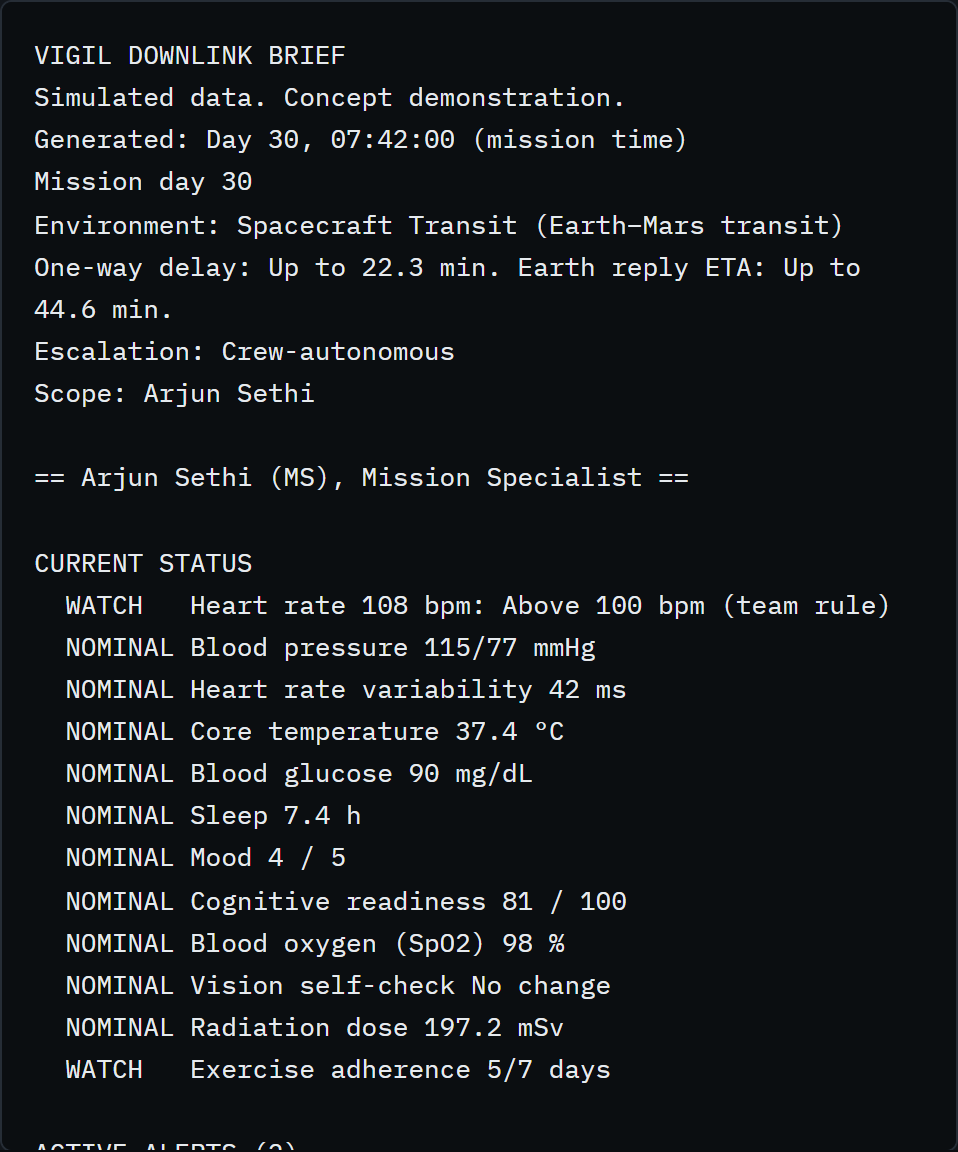 VIGIL DOWNLINK BRIEF
Simulated data. Concept demonstration.
Generated: Day 30, 07:42:00 (mission time)
Mission day 30
Environment: Spacecraft Transit (Earth–Mars transit)
One-way delay: Up to 22.3 min. Earth reply ETA: Up to
44.6 min.
Escalation: Crew-autonomous
Scope: Arjun Sethi
== Arjun Sethi (MS), Mission Specialist ==
CURRENT STATUS
WATCH Heart rate 108 bpm: Above 100 bpm (team rule)
NOMINAL Blood pressure 115/77 mmHg
NOMINAL Heart rate variability 42 ms
NOMINAL Core temperature 37.4 °C
NOMINAL Blood glucose 90 mg/dL
NOMINAL Sleep 7.4 h
NOMINAL Mood 4 / 5
NOMINAL Cognitive readiness 81 / 100
NOMINAL Blood oxygen (SpO2) 98 %
NOMINAL Vision self-check No change
NOMINAL Radiation dose 197.2 mSv
WATCH Exercise adherence 5/7 days
ACTIVE ALERTS